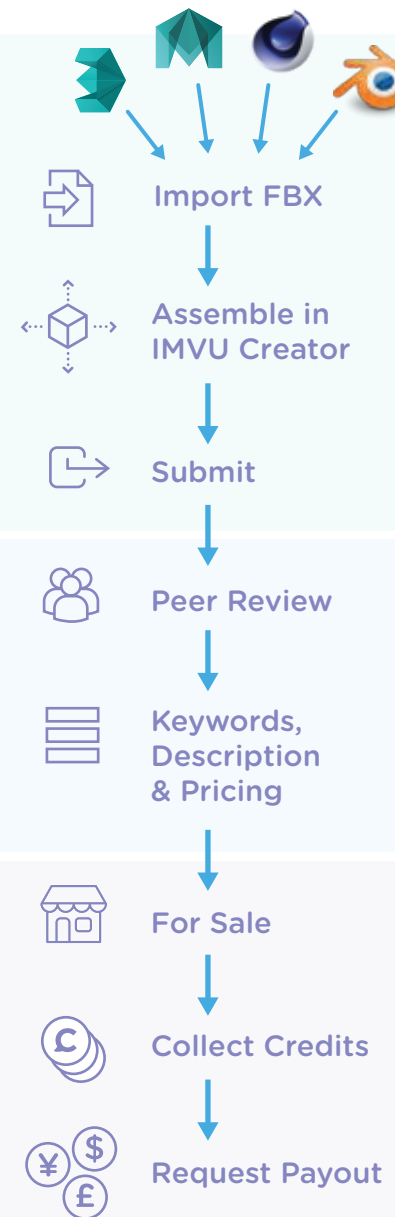 Import FBX
Assemble in
IMVU Creator
Submit
Peer Review
Keywords,
Description
& Pricing
For Sale
Collect Credits
Request Payout